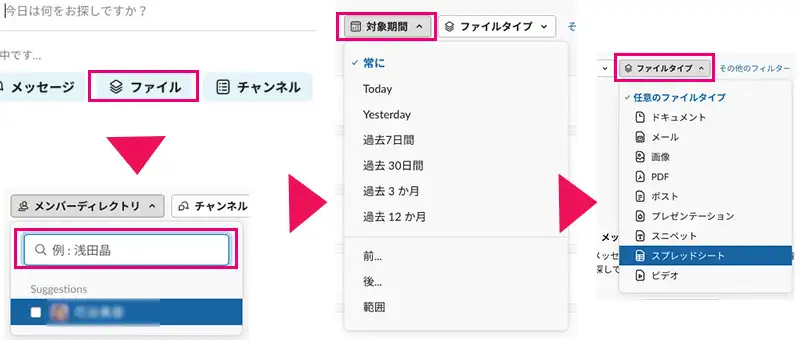 今日は何をお探しですか？
中です...
メッセージ
ファイル
チャンネル
メンバーディレクトリ
チャンネル
例 : 浅田晶
Suggestions
対象期間
ファイルタイプ
そ
常に
Today
Yesterday
過去7日間
過去 30日間
過去 3 か月
過去 12 か月
前...
後...
範囲
ファイルタイプ
その他のフィルター
任意のファイルタイプ
ドキュメント
メール
画像
PDF
ポスト
プレゼンテーション
スニペット
スプレッドシート
ビデオ
メッ
メッセ
探して